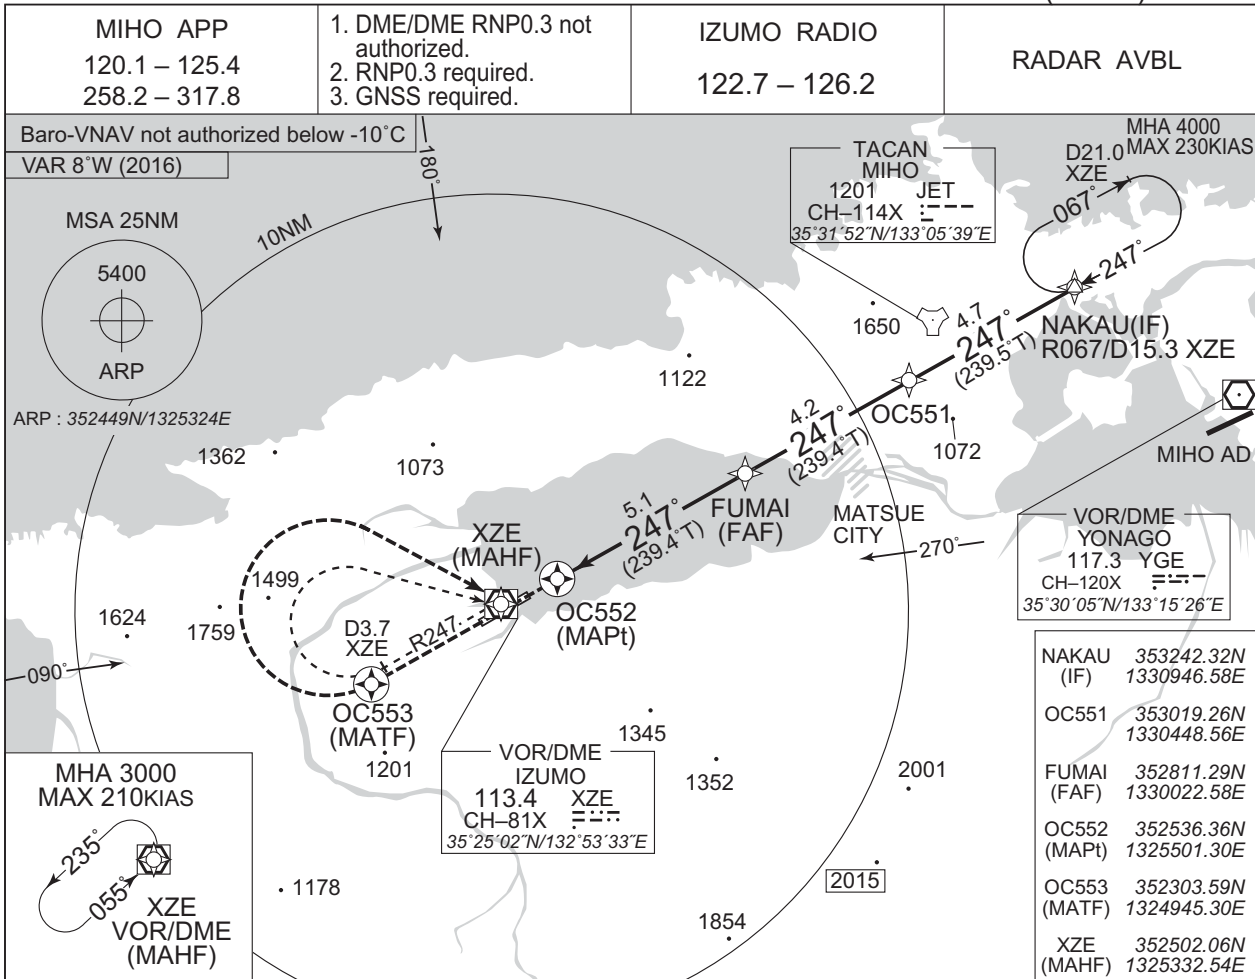 MIHO APP
120.1 – 125.4
258.2 – 317.8
1. DME/DME RNP0.3 not
authorized.
2. RNP0.3 required.
3. GNSS required.
IZUMO RADIO
122.7 – 126.2
RADAR AVBL
Baro-VNAV not authorized below -10˚C
VAR 8˚W (2016)
180˚
MSA 25NM
5400
ARP
ARP : 352449N/1325324E
10NM
TACAN
MIHO
1201 JET
CH–114X
35˚31´52˝N/133˚05´39˝E
MHA 4000
MAX 230KIAS
D21.0
XZE
067˚
247˚
NAKAU(IF)
R067/D15.3 XZE
4.7
247˚
(239.5˚T)
1650
1122
OC551
1072
4.2
247˚
(239.4˚T)
MIHO AD
1362
1073
FUMAI
(FAF)
5.1
247˚
(239.4˚T)
MATSUE
CITY
270˚
VOR/DME
YONAGO
117.3 YGE
CH–120X
35˚30´05˝N/133˚15´26˝E
XZE
(MAHF)
OC552
(MAPt)
1499
1624
1759
D3.7
XZE
R247
090˚
OC553
(MATF)
1201
1345
1352
2001
VOR/DME
IZUMO
113.4 XZE
CH–81X
35˚25´02˝N/132˚53´33˝E
MHA 3000
MAX 210KIAS
235˚
055˚
XZE
VOR/DME
(MAHF)
1178
2015
1854
NAKAU 353242.32N
(IF) 1330946.58E
OC551 353019.26N
1330448.56E
FUMAI 352811.29N
(FAF) 1330022.58E
OC552 352536.36N
(MAPt) 1325501.30E
OC553 352303.59N
(MATF) 1324945.30E
XZE 352502.06N
(MAHF) 1325332.54E